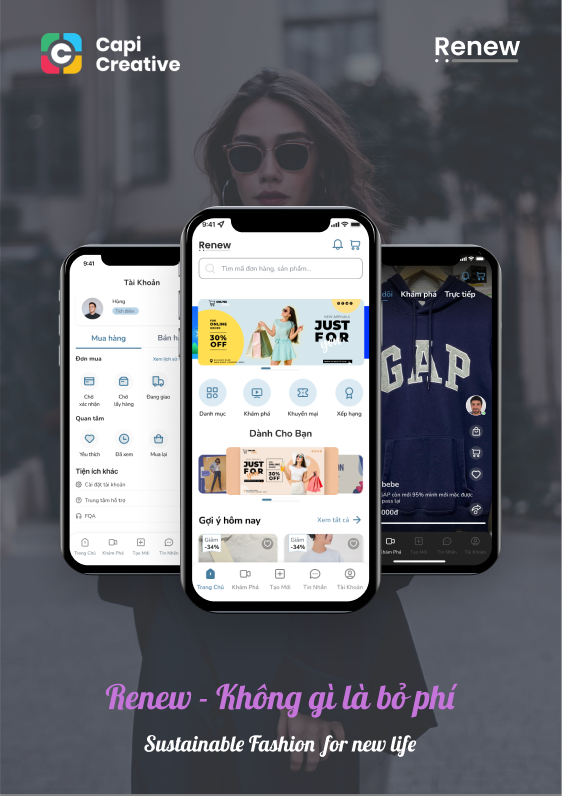 Capi
Creative
Renew
9:41
Tài Khoản
Hùng
Tích điểm
Mua hàng
Bán h
Đơn mua
Xem lịch sử
Chờ
xác nhận
Chờ
lấy hàng
Đang giao
Quan tâm
Yêu thích
Đã xem
Mua lại
Tiện ích khác
Cài đặt tài khoản
Trung tâm hỗ trợ
FQA
Trang Chủ
Khám Phá
Tạo Mới
Tin Nhắn
9:41
Renew
Tìm mã đơn hàng, sản phẩm...
ONLINE
30%
OFF
NEW ARRIVALS
JUST
FOR
Danh mục
Khám phá
Khuyến mại
Xếp hạng
Dành Cho Bạn
JUST
FOR
30%
OFF
Gợi ý hôm nay
Xem tất cả
Giảm
-34%
Giảm
-34%
Trang Chủ
Khám Phá
Tạo Mới
Tin Nhắn
Tài Khoản
dõi
Khám phá
Trực tiếp
GAP
bebe
GAP còn mới 95% mình mới mặc được
pass lại
000đ
hám Phá
Tạo Mới
Tin Nhắn
Tài Khoản
Renew - Không gì là bỏ phí
Sustainable Fashion for new life